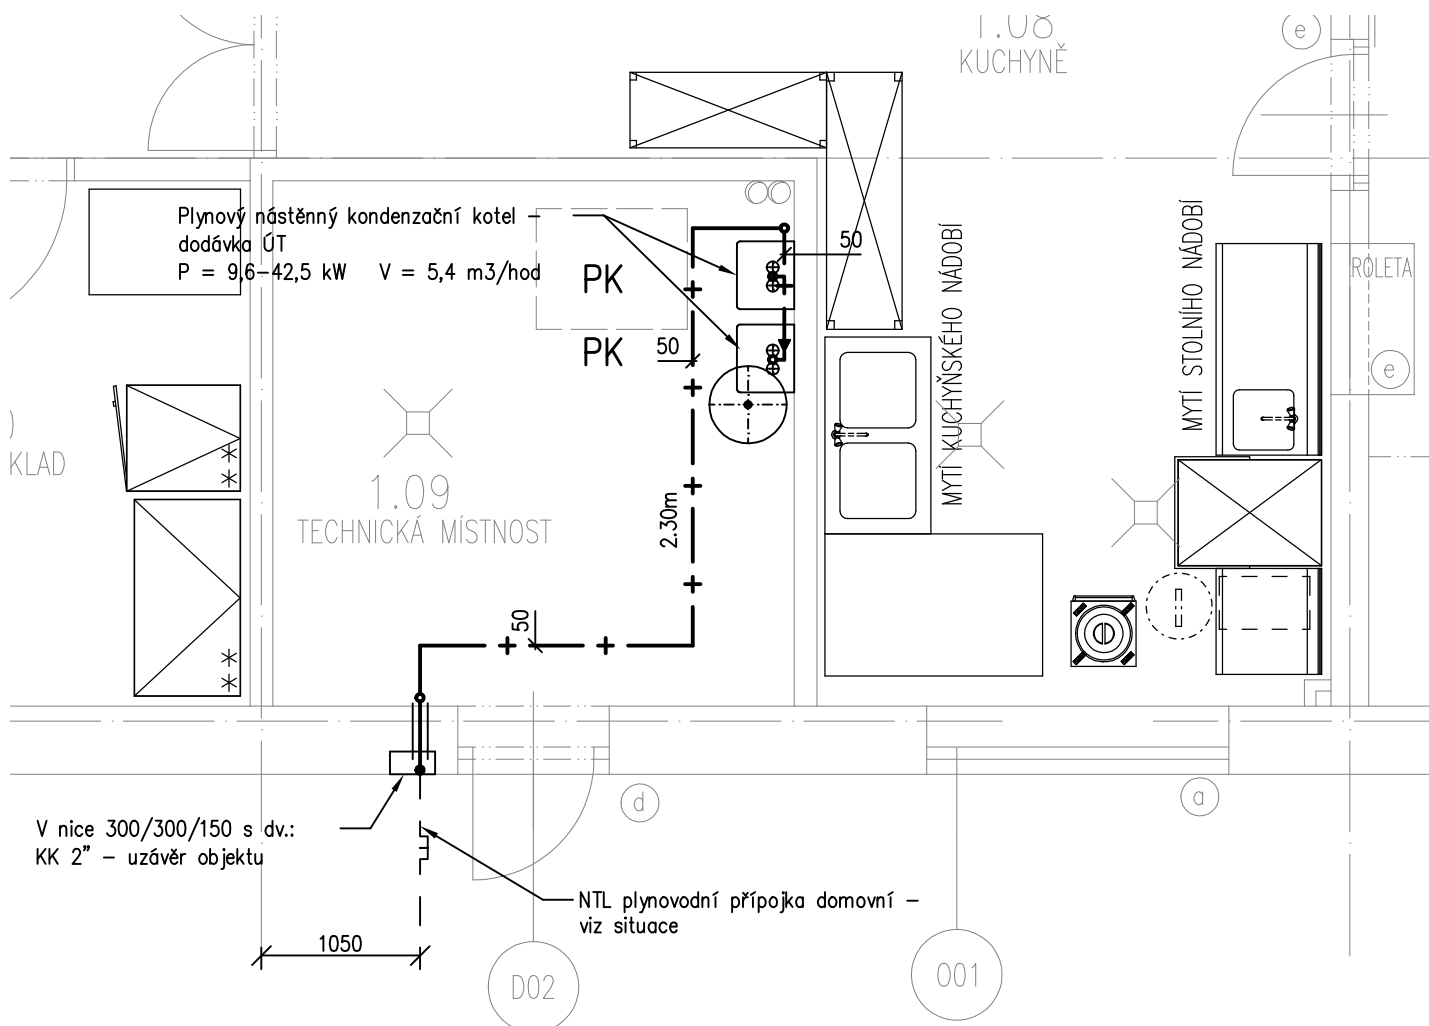 1.08
KUCHYNĚ
e
Plynový nástěnný kondenzační kotel –
dodávka ÚT
P = 9,6–42,5 kW V = 5,4 m3/hod
PK
PK
50
50
MYTÍ KUCHYŇSKÉHO NÁDOBÍ
MYTÍ STOLNÍHO NÁDOBÍ
ROLETA
e
KLAD
1.09
TECHNICKÁ MÍSTNOST
2.30m
50
d
a
V nice 300/300/150 s dv.:
KK 2" – uzávěr objektu
NTL plynovodní přípojka domovní –
viz situace
1050
D02
O01